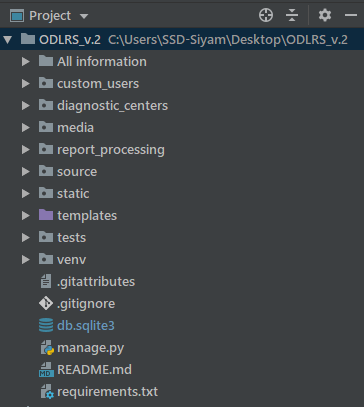 Project
ODLRS_v.2 C:\Users\SSD-Siyam\Desktop\ODLRS_v.2
All information
custom_users
diagnostic_centers
media
report_processing
source
static
templates
tests
venv
.gitattributes
.gitignore
db.sqlite3
manage.py
MD README.md
requirements.txt